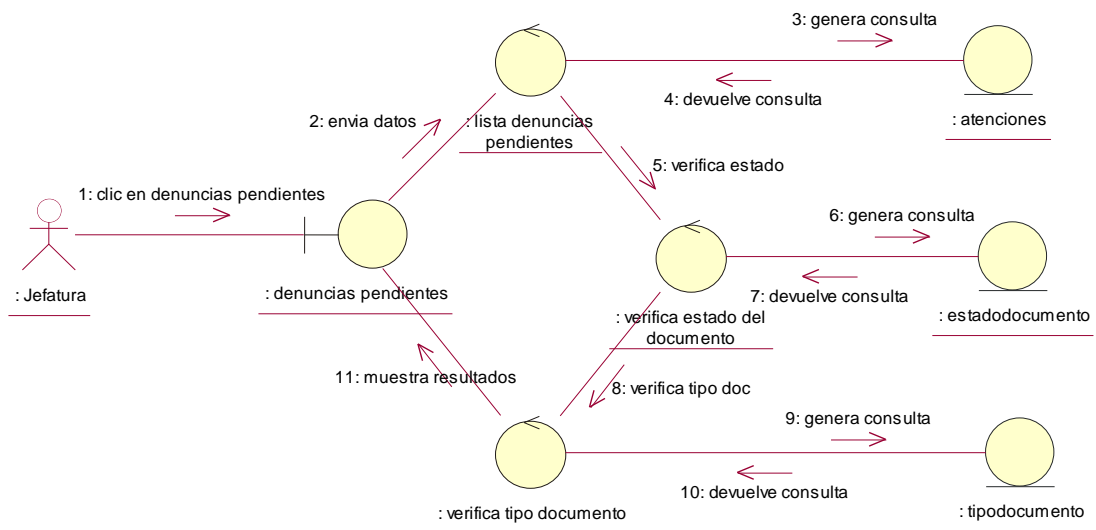 3: genera consulta
4: devuelve consulta
: atenciones
2: envia datos
: lista denuncias
pendientes
5: verifica estado
1: clic en denuncias pendientes
6: genera consulta
7: devuelve consulta
: Jefatura
: denuncias pendientes
: verifica estado del
documento
: estadodocumento
11: muestra resultados
8: verifica tipo doc
9: genera consulta
10: devuelve consulta
: verifica tipo documento
: tipodocumento